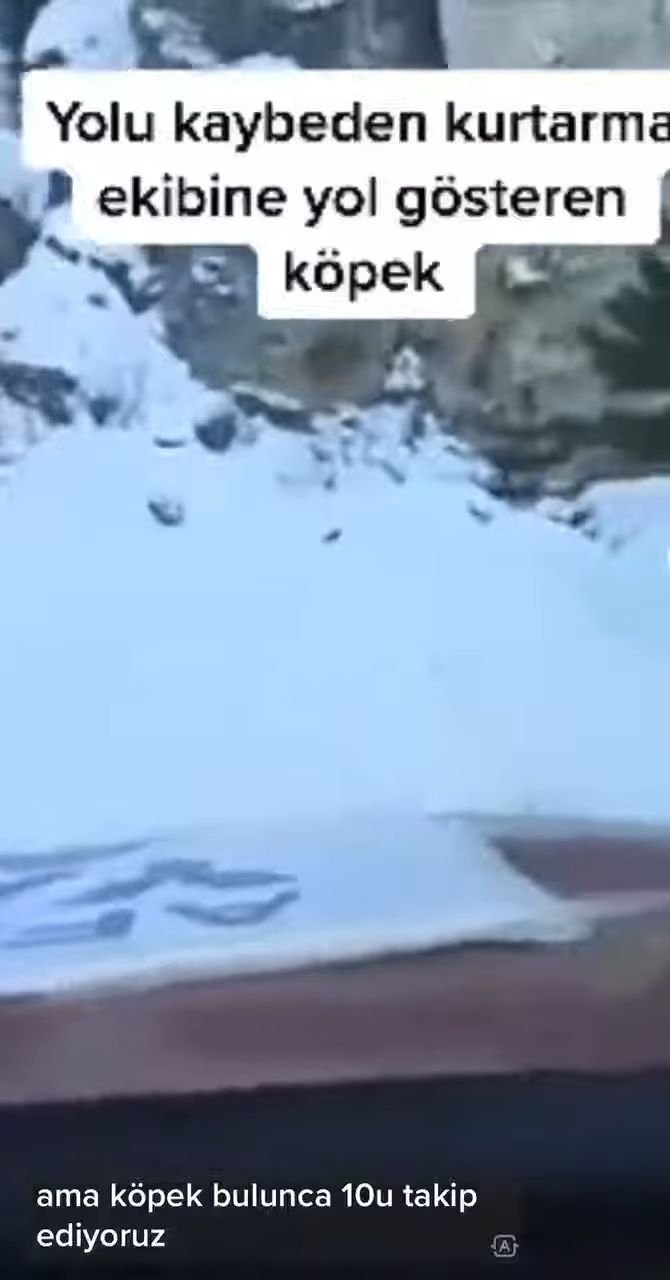 Yolu kaybeden kurtarma
ekibine yol gösteren
köpek
ama köpek bulunca 10u takip
ediyoruz